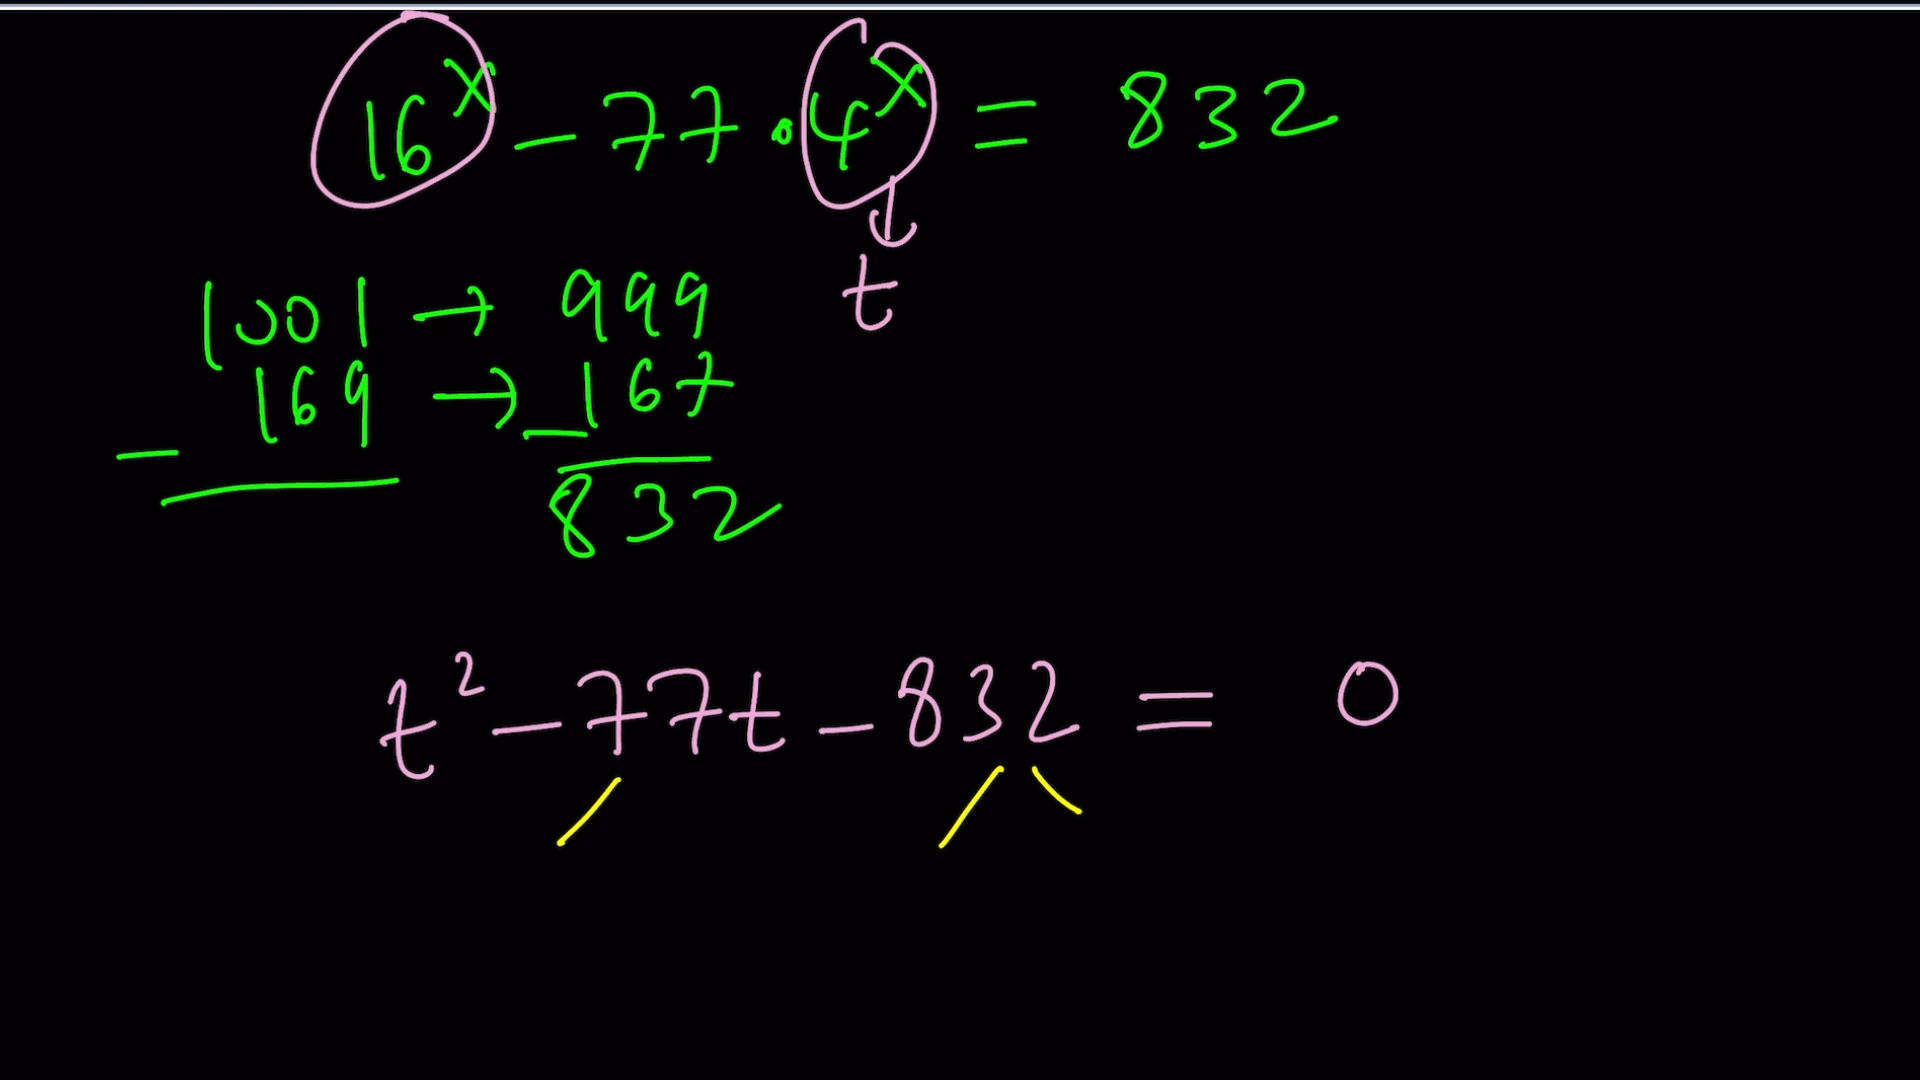 16^x - 77 · 4^x = 832
t
1001 → 999
- 169 → - 167
832
t² - 77t - 832 = 0